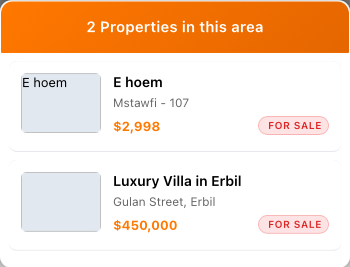 2 Properties in this area
E hoem
E hoem
Mstawfi - 107
$2,998
FOR SALE
Luxury Villa in Erbil
Gulan Street, Erbil
$450,000
FOR SALE